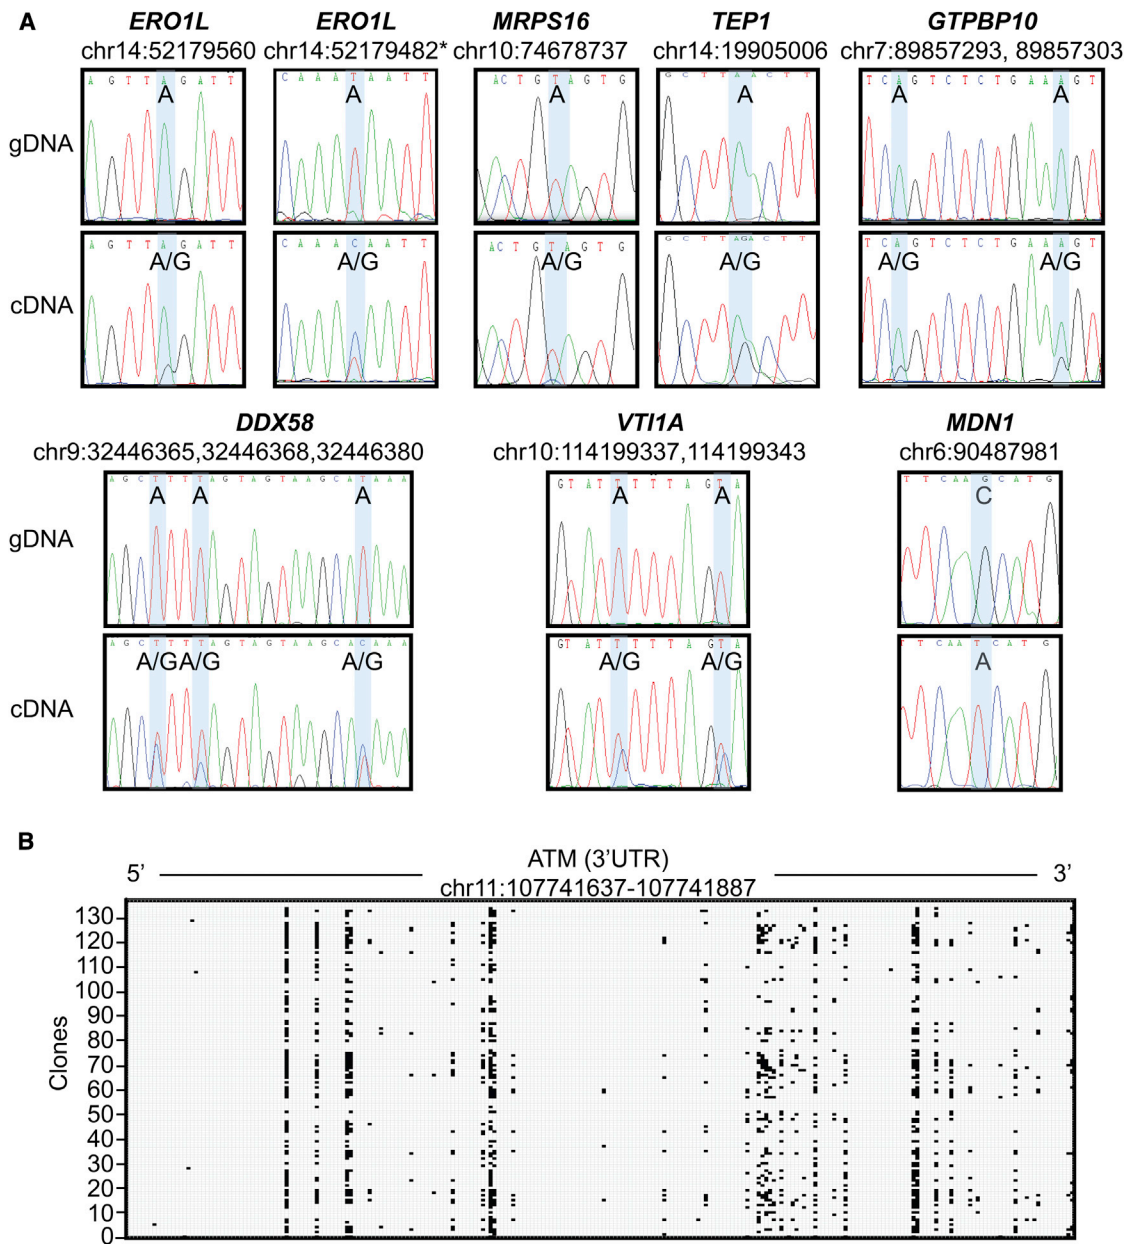 A
ERO1L ERO1L MRPS16 TEP1 GTPBP10
chr14:52179560 chr14:52179482* chr10:74678737 chr14:19905006 chr7:89857293, 89857303
A G T T A G A T T C A A A T A A T T A C T G T A G T G G C T T A A C T T T C A G T C T C T G A A A G T
A A A A A A
gDNA
A G T T A G A T T C A A A C A A T T A C T G T A G T G G C T T A G A C T T T C A G T C T C T G A A A G T
A/G A/G A/G A/G A/G A/G
cDNA
DDX58 VTI1A MDN1
chr9:32446365,32446368,32446380 chr10:114199337,114199343 chr6:90487981
A G C T T T T A G T A G T A A G C A T A A A G T A T T T T T A G T A T T C A A G C A T G
A A A A A C
gDNA
A G C T T T T A G T A G T A A G C A C A A A G T A T T T T T A G T A T T C A A T C A T G
A/G A/G A/G A/G A/G A
cDNA
B
ATM (3'UTR)
5' 3'
chr11:107741637-107741887
130
120
110
100
90
80
70
60
50
40
30
20
10
0
Clones